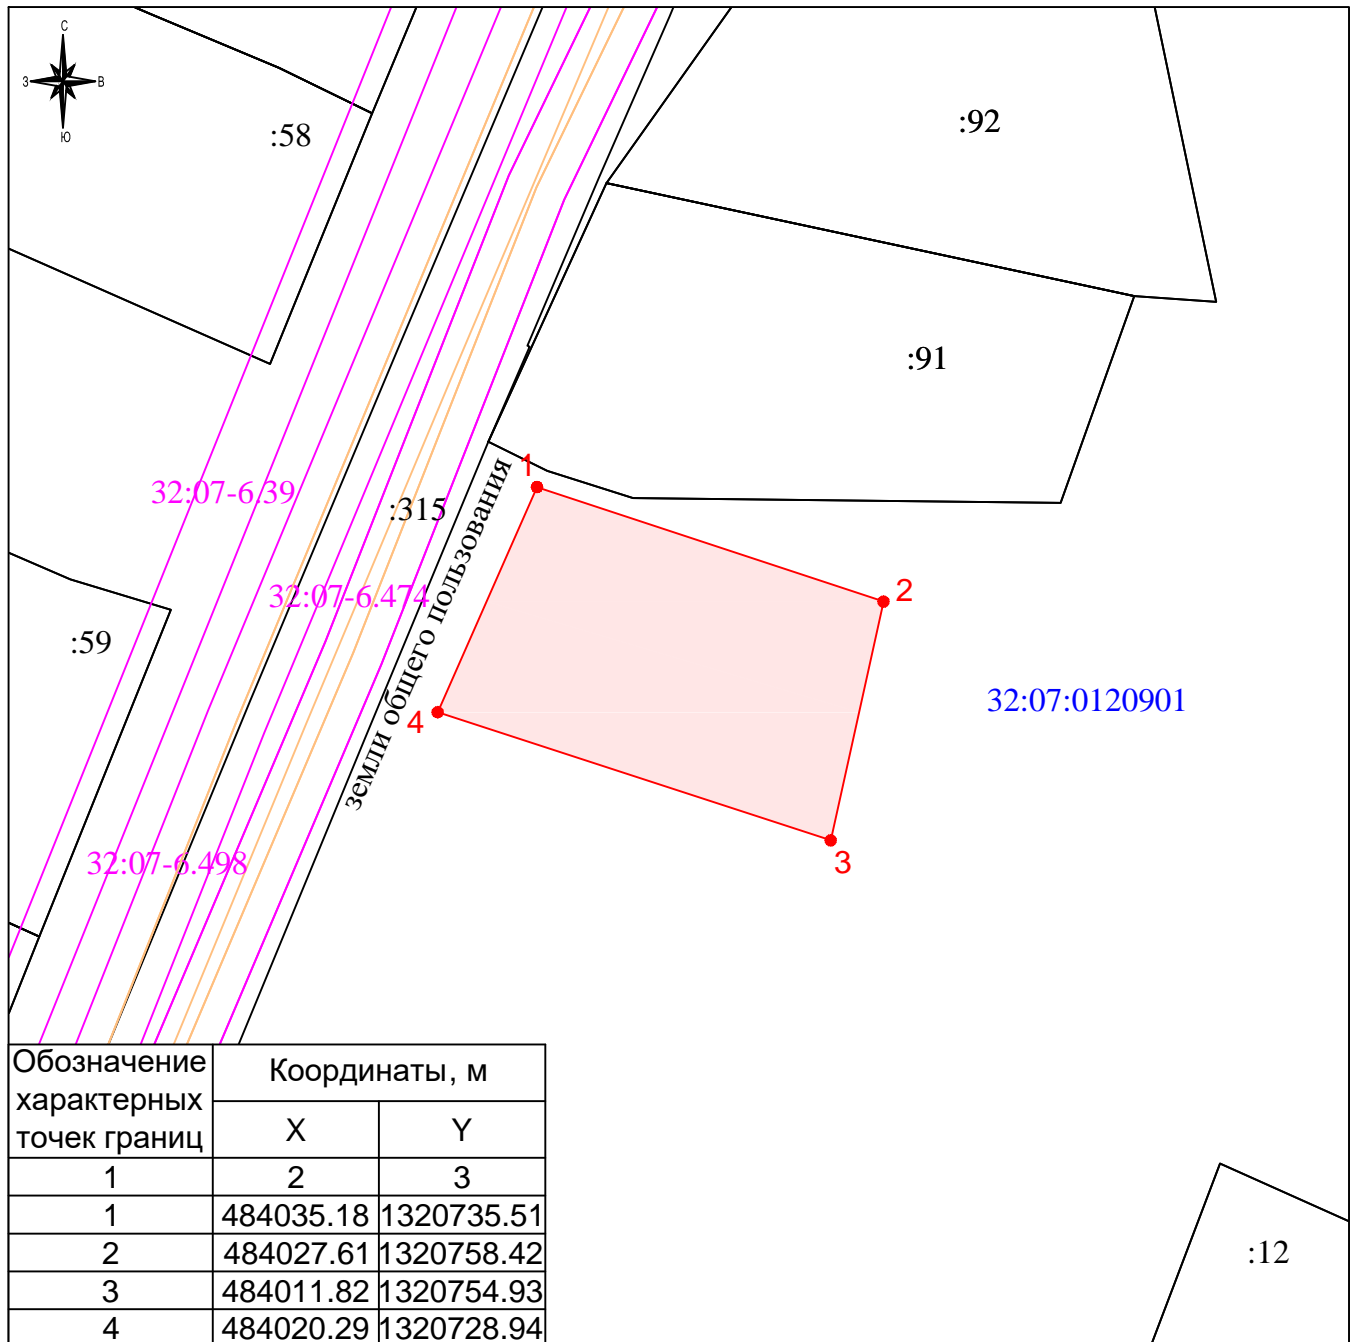 С
З
В
Ю
:58
:92
:91
1
32:07-6.39
:315
32:07-6.474
2
:59
земли общего пользования
32:07:0120901
4
3
32:07-6.498
Обозначение
характерных
точек границ
Координаты, м
X
Y
1 2 3
1 484035.18 1320735.51
2 484027.61 1320758.42
3 484011.82 1320754.93
4 484020.29 1320728.94
:12